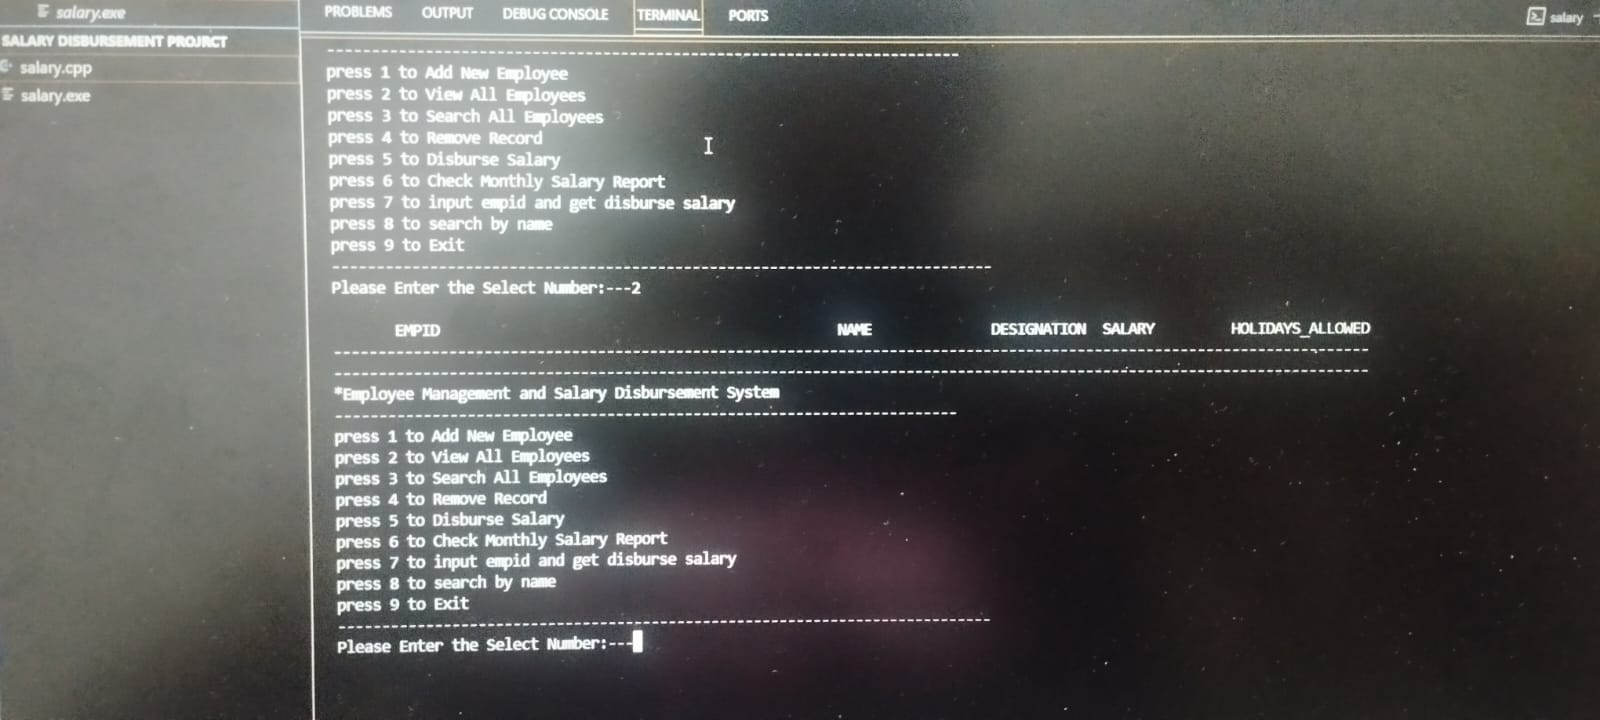 salary.exe
SALARY DISBURSEMENT PROJRCT
salary.cpp
salary.exe
PROBLEMS OUTPUT DEBUG CONSOLE TERMINAL PORTS
salary
------------------------------------------------------------------------
press 1 to Add New Employee
press 2 to View All Employees
press 3 to Search All Employees
press 4 to Remove Record
press 5 to Disburse Salary
press 6 to Check Monthly Salary Report
press 7 to input empid and get disburse salary
press 8 to search by name
press 9 to Exit
----------------------------------------------------------------------------
Please Enter the Select Number:---2
EMPID NAME DESIGNATION SALARY HOLIDAYS_ALLOWED
------------------------------------------------------------------------------------------------------------------------
------------------------------------------------------------------------------------------------------------------------
*Employee Management and Salary Disbursement System
------------------------------------------------------------------------
press 1 to Add New Employee
press 2 to View All Employees
press 3 to Search All Employees
press 4 to Remove Record
press 5 to Disburse Salary
press 6 to Check Monthly Salary Report
press 7 to input empid and get disburse salary
press 8 to search by name
press 9 to Exit
----------------------------------------------------------------------------
Please Enter the Select Number:---